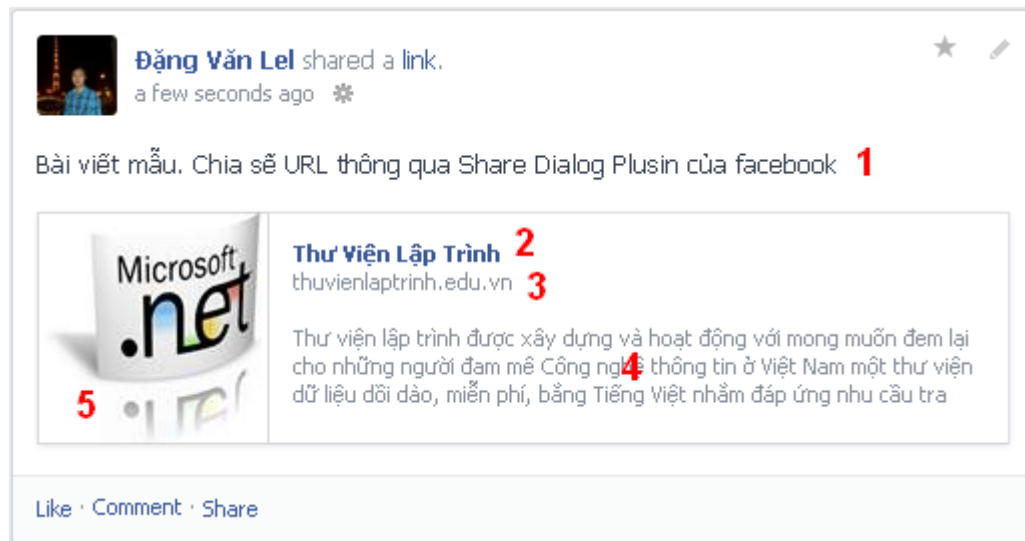 Đặng Văn Lel shared a link.
a few seconds ago
Bài viết mẫu. Chia sẽ URL thông qua Share Dialog Plusin của facebook 1
Microsoft
.net
Thư Viện Lập Trình 2
thuvienlaptrinh.edu.vn 3
Thư viện lập trình được xây dựng và hoạt động với mong muốn đem lại
cho những người đam mê Công nghệ thông tin ở Việt Nam một thư viện
4
dữ liệu dồi dào, miễn phí, bằng Tiếng Việt nhằm đáp ứng nhu cầu tra
5
Like · Comment · Share